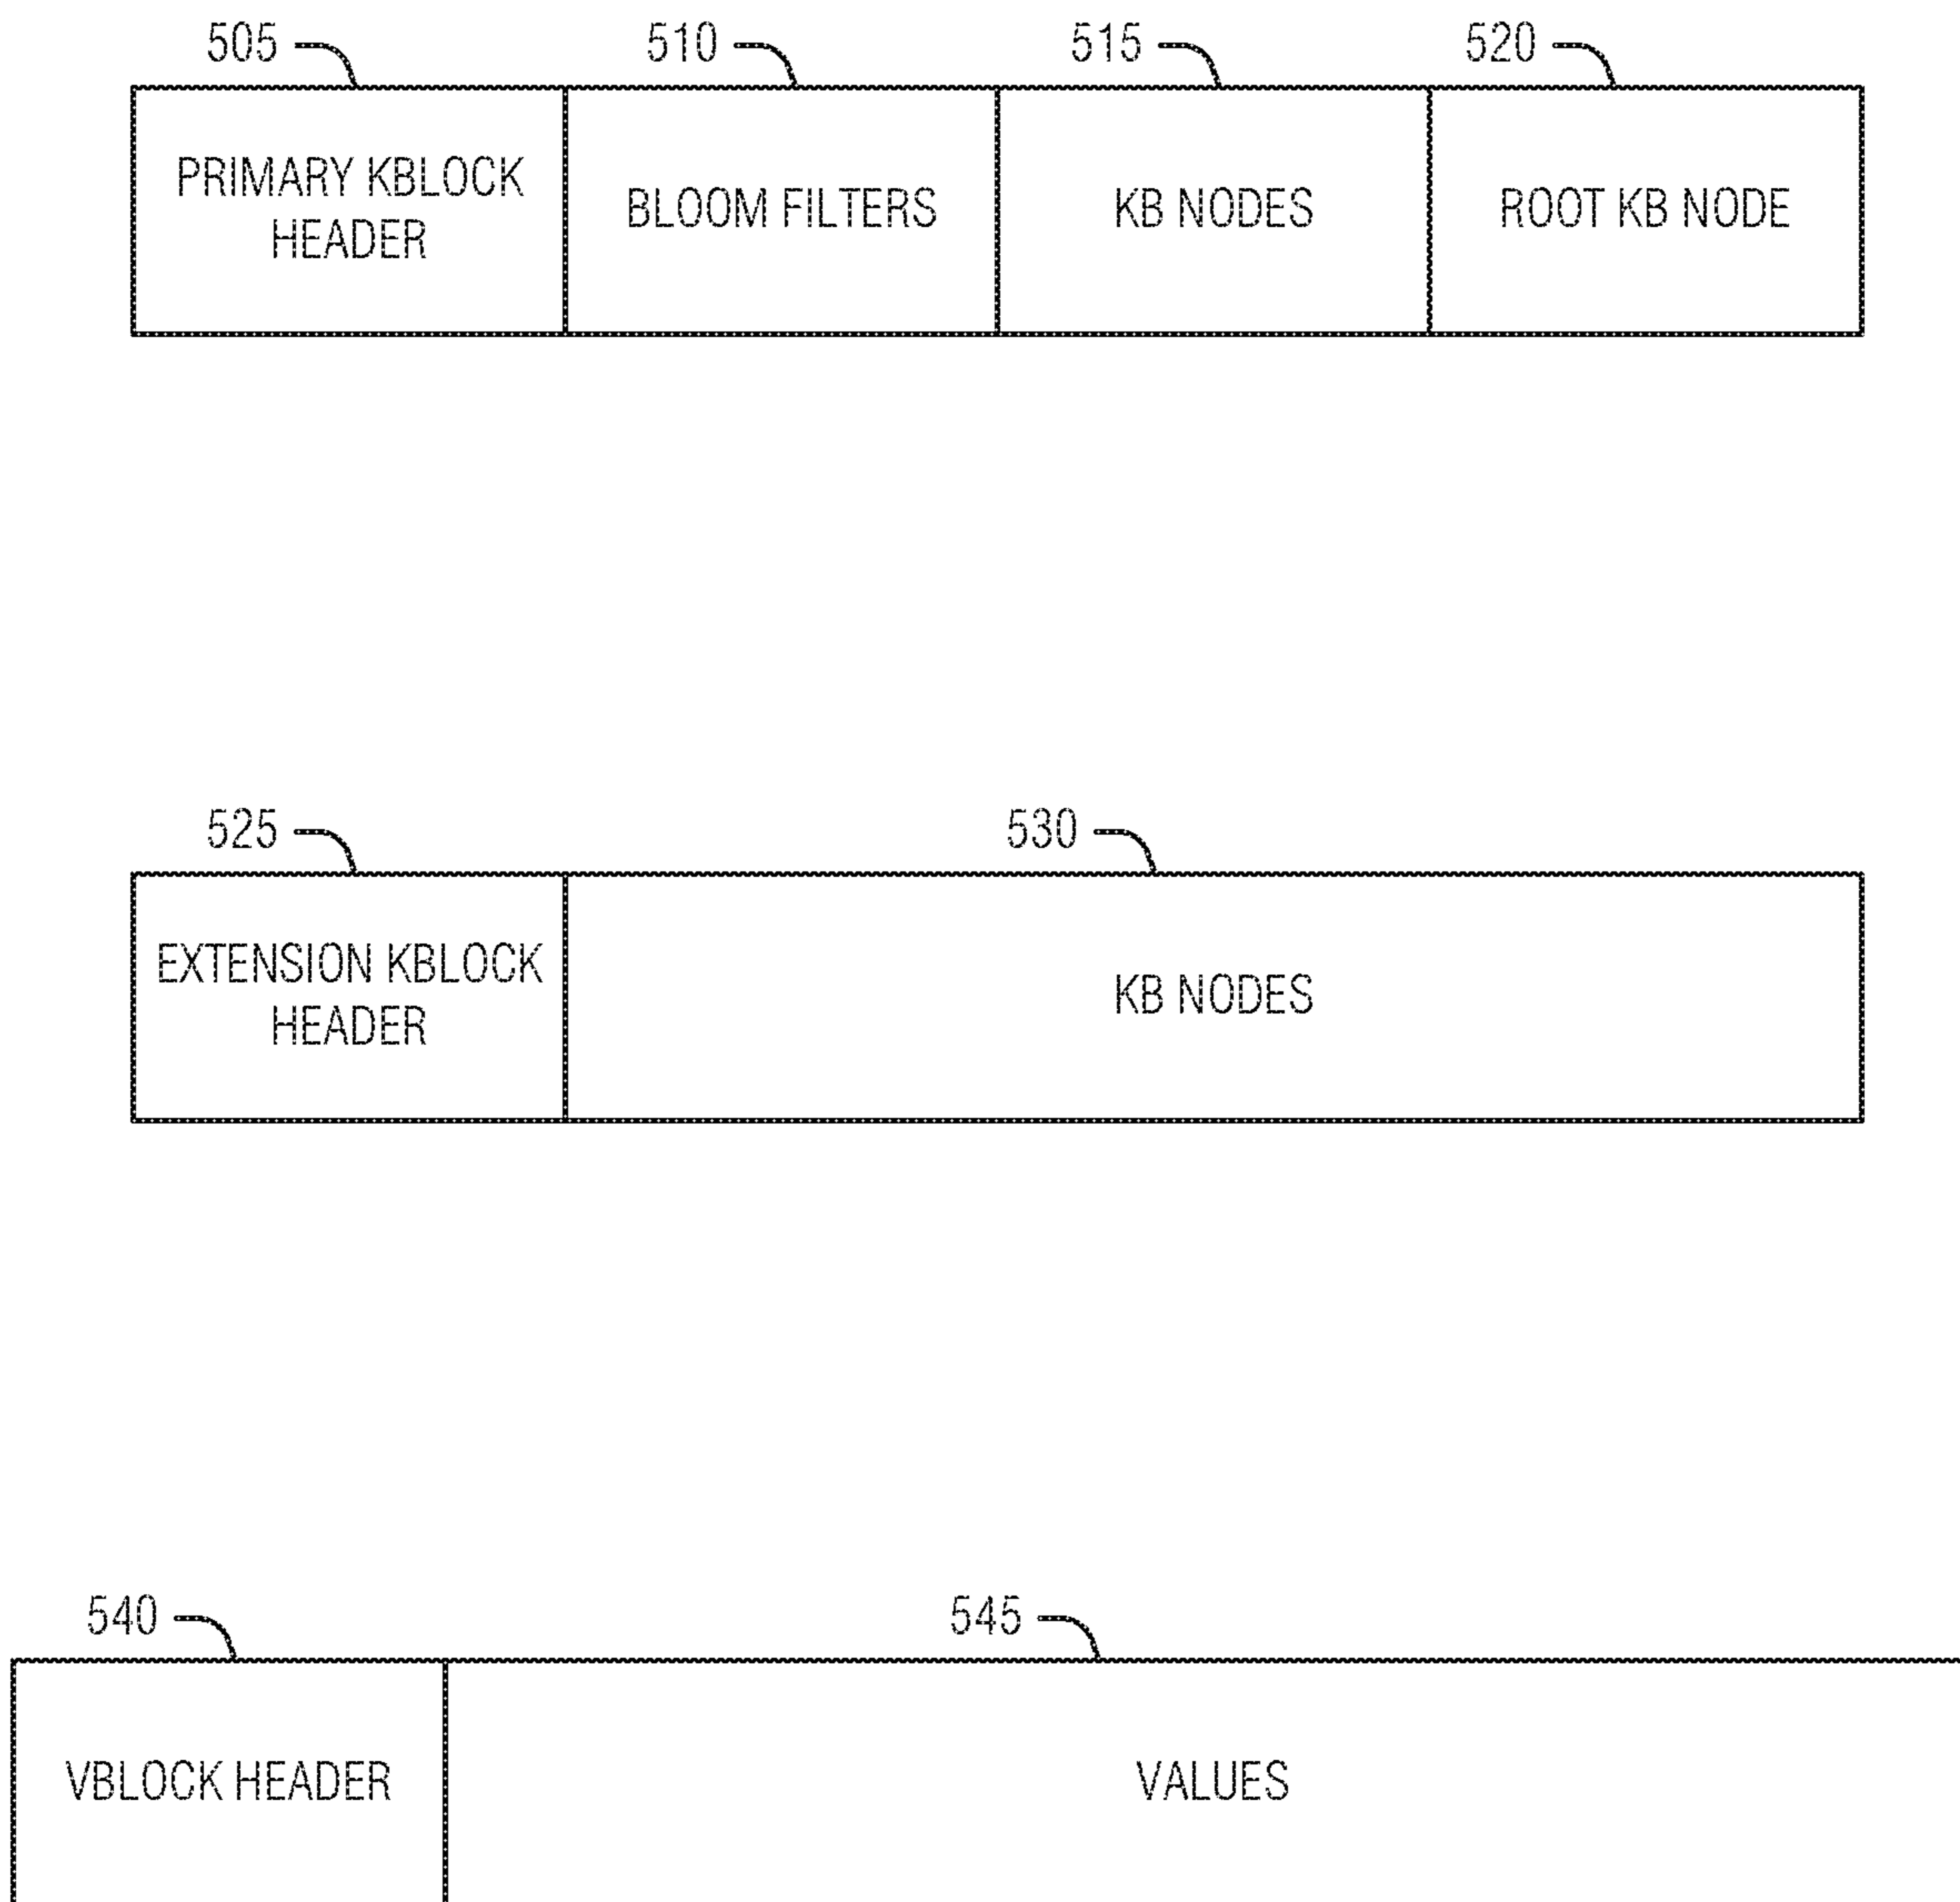 505
510
515
520
PRIMARY KBLOCK
HEADER
BLOOM FILTERS
KB NODES
ROOT KB NODE
525
530
EXTENSION KBLOCK
HEADER
KB NODES
540
545
VBLOCK HEADER
VALUES